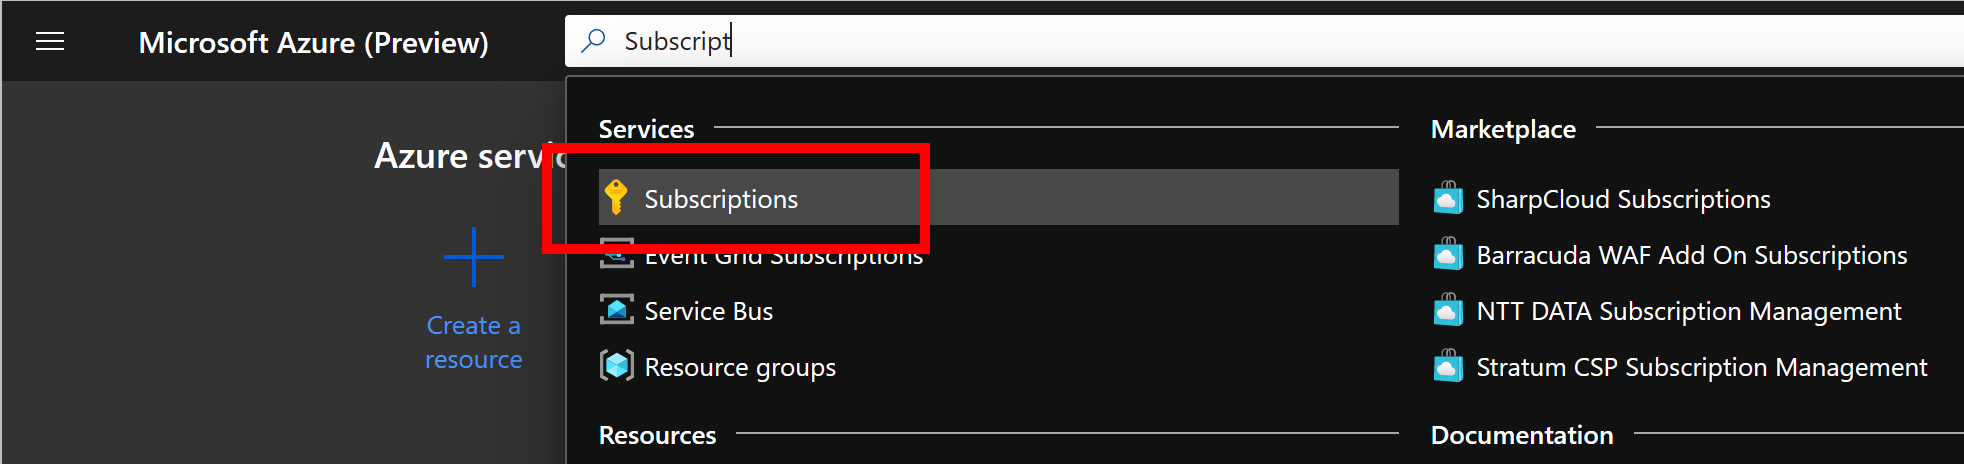 Microsoft Azure (Preview)
Subscript
Azure servic
Create a
resource
Services
Subscriptions
Event Grid Subscriptions
Service Bus
Resource groups
Resources
Marketplace
SharpCloud Subscriptions
Barracuda WAF Add On Subscriptions
NTT DATA Subscription Management
Stratum CSP Subscription Management
Documentation